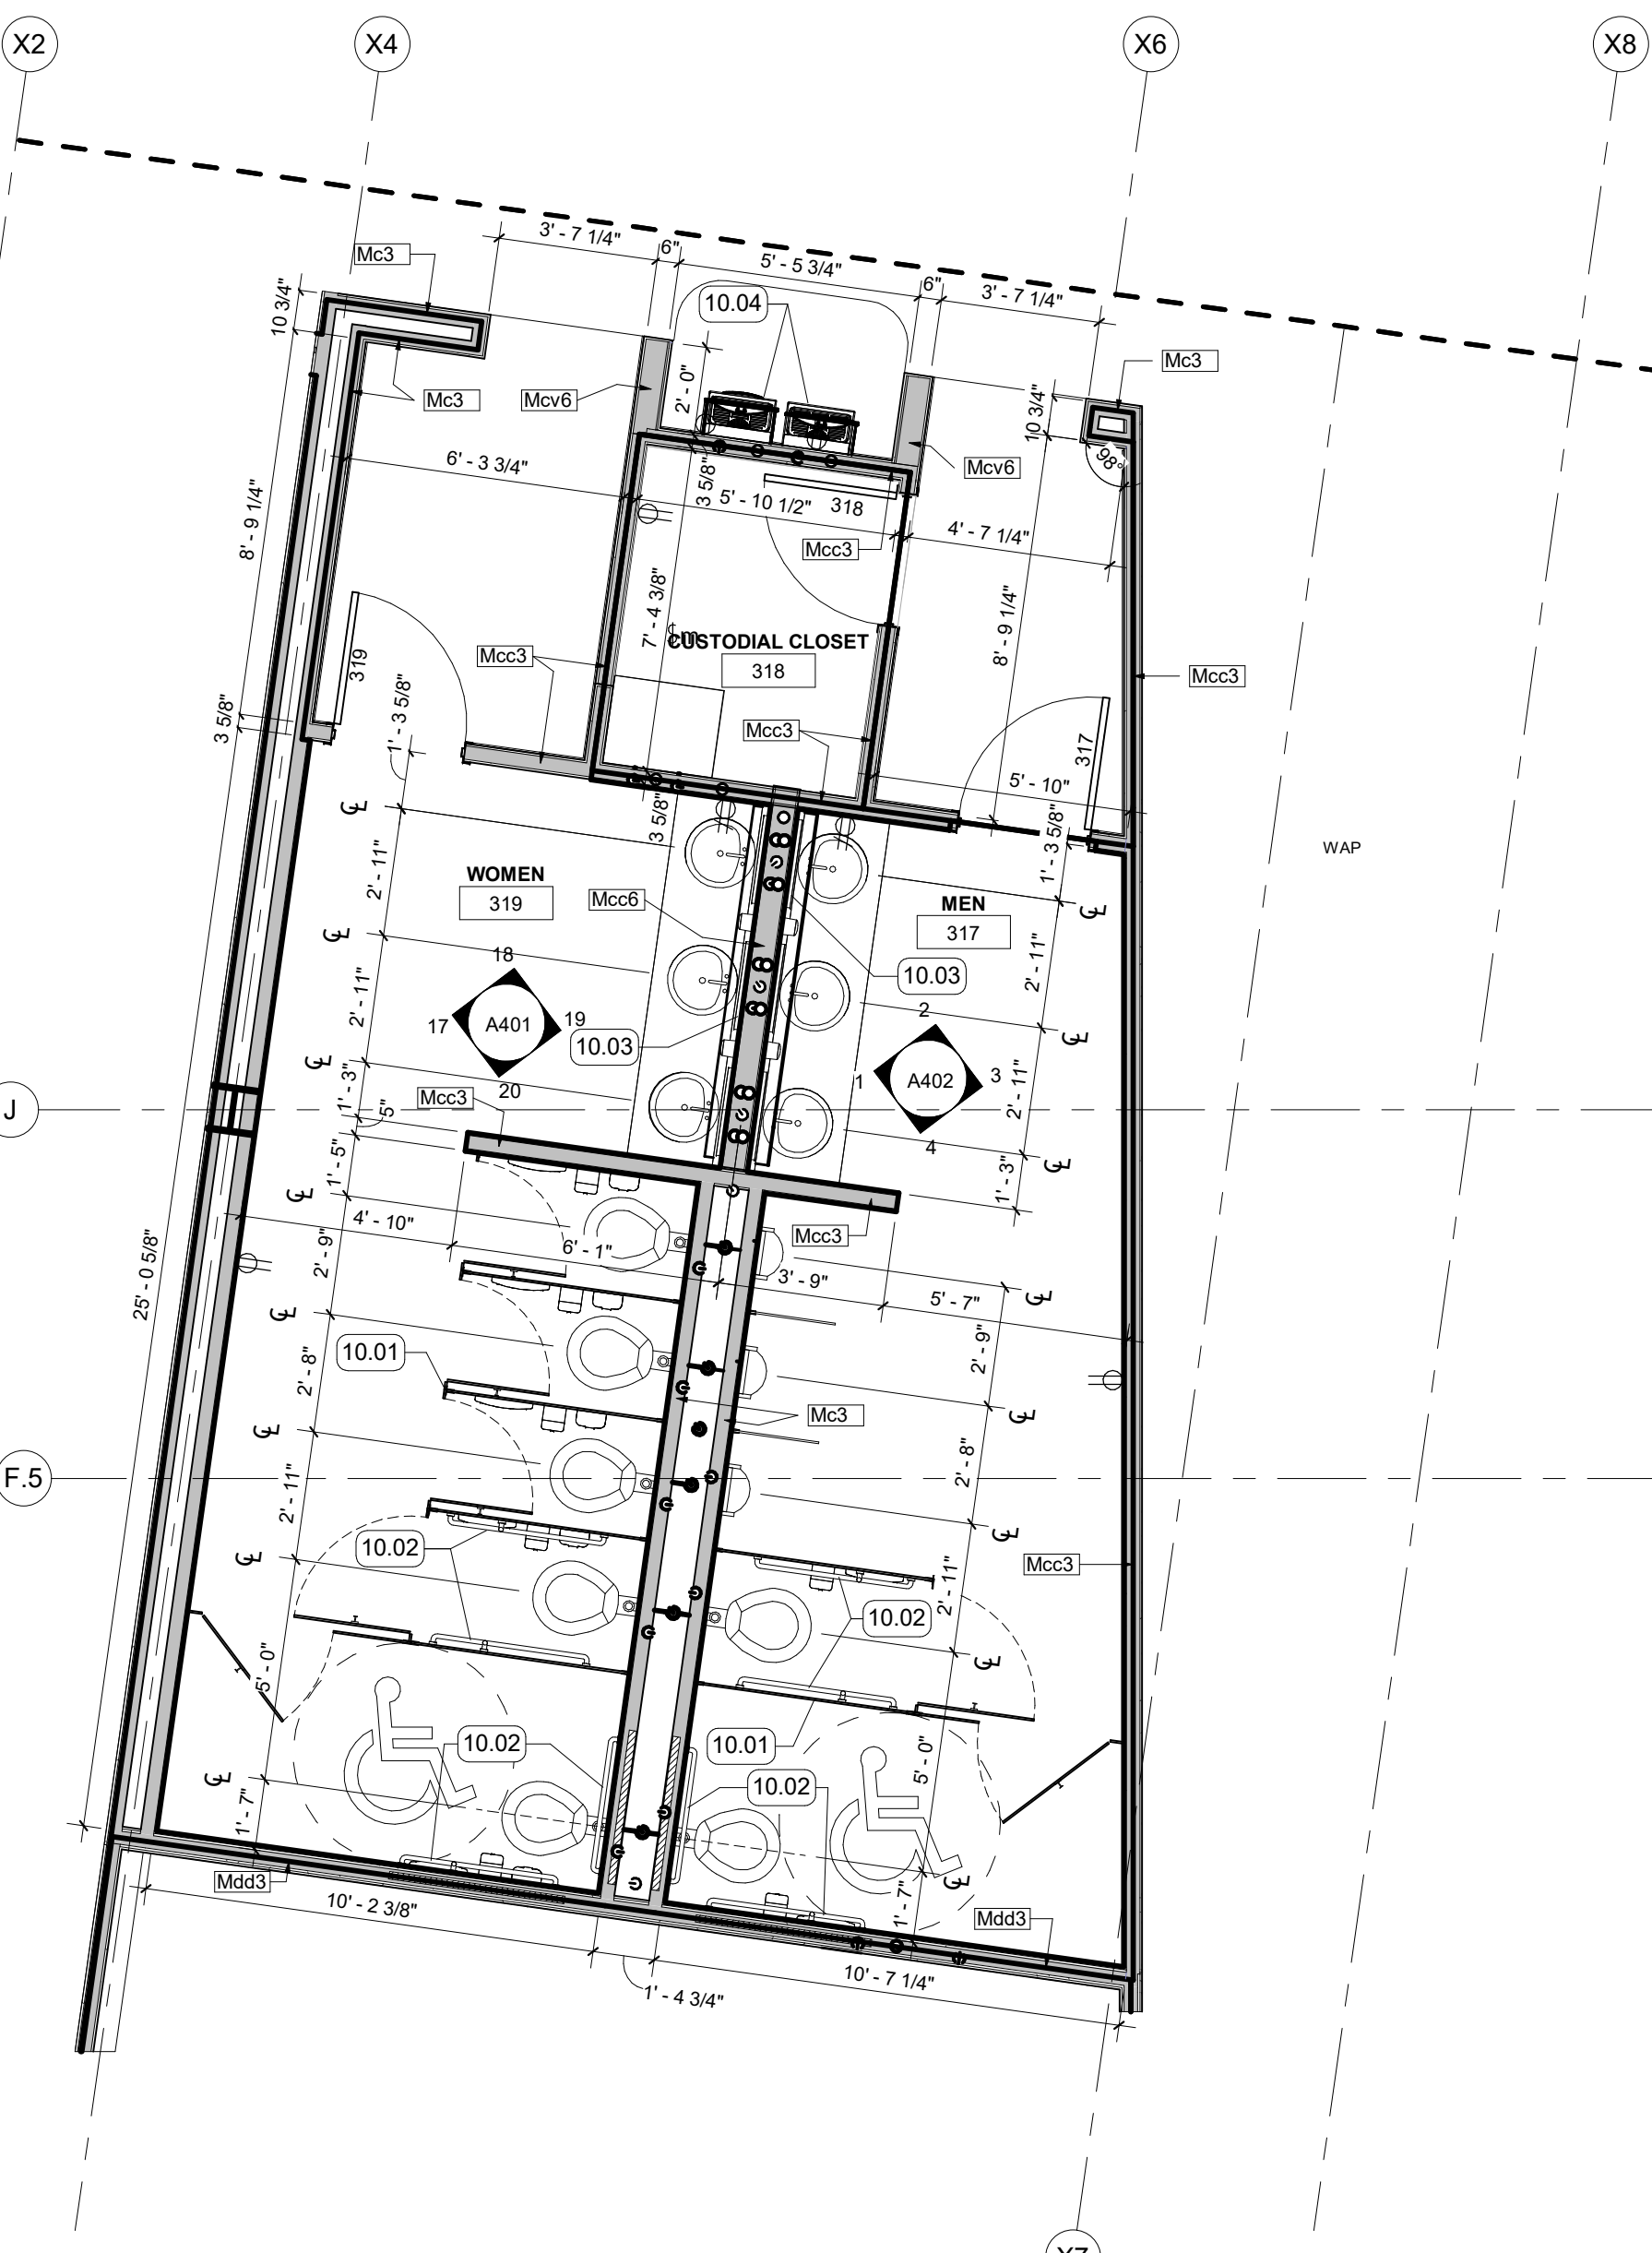 X2
X4
X6
X8
3' - 7 1/4"
6"
5' - 5 3/4"
6"
3' - 7 1/4"
Mc3
10 3/4"
10.04
Mc3
Mc3
Mcv6
2' - 0"
10 3/4"
98°
6' - 3 3/4"
3 5/8"
Mcv6
5' - 10 1/2"
318
4' - 7 1/4"
8' - 9 1/4"
Mcc3
7' - 4 3/8"
CUSTODIAL CLOSET
318
8' - 9 1/4"
319
Mcc3
Mcc3
3 5/8"
1' - 3 5/8"
Mcc3
317
5' - 10"
3 5/8"
1' - 3 5/8"
WAP
2' - 11"
WOMEN
319
Mcc6
MEN
317
18
10.03
2' - 11"
2' - 11"
17
A401
19
10.03
2
20
1
A402
3
2' - 11"
4
J
1' - 3"
5"
Mcc3
1' - 5"
1' - 3"
4' - 10"
6' - 1"
Mcc3
3' - 9"
5' - 7"
25' - 0 5/8"
2' - 9"
2' - 9"
10.01
2' - 8"
Mc3
2' - 8"
F.5
2' - 11"
10.02
Mcc3
2' - 11"
10.02
5' - 0"
10.02
10.01
5' - 0"
10.02
1' - 7"
1' - 7"
Mdd3
10' - 2 3/8"
Mdd3
10' - 7 1/4"
1' - 4 3/4"
X7